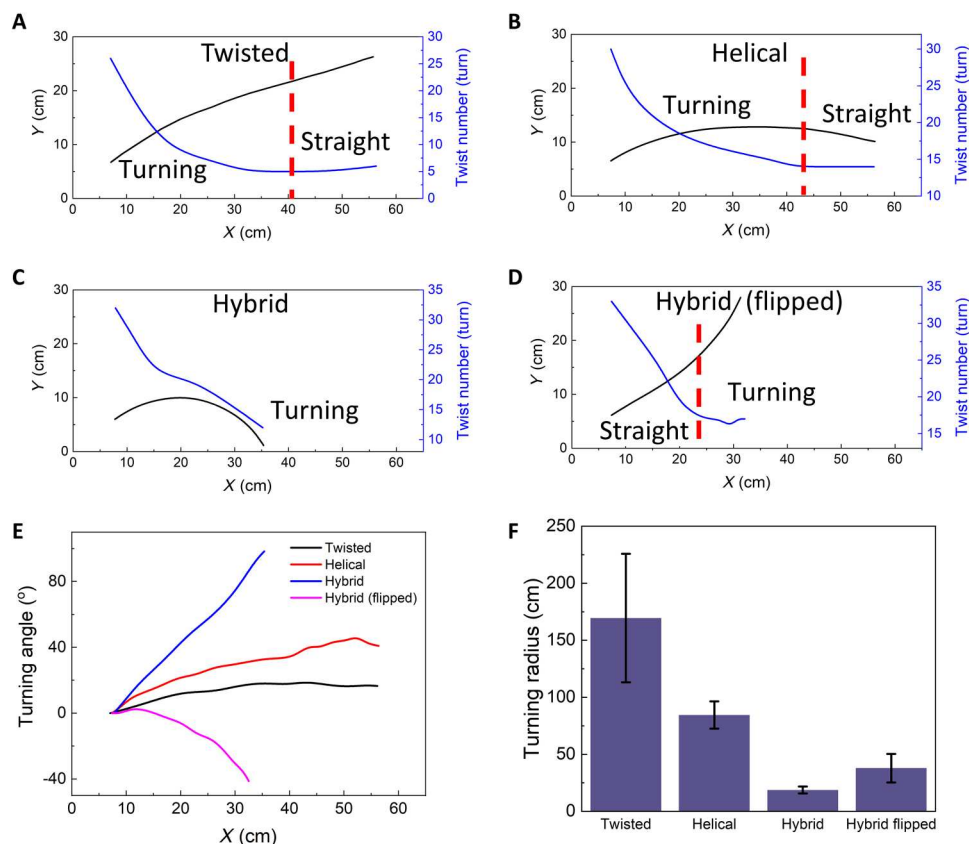 A
Twisted
Turning
Straight
30
20
10
0
Y (cm)
30
25
20
15
10
5
0
Twist number (turn)
0 10 20 30 40 50 60
X (cm)
B
Helical
Turning
Straight
30
20
10
0
Y (cm)
30
25
20
15
10
Twist number (turn)
0 10 20 30 40 50 60
X (cm)
C
Hybrid
Turning
30
20
10
0
Y (cm)
35
30
25
20
15
10
Twist number (turn)
0 10 20 30 40 50 60
X (cm)
D
Hybrid (flipped)
Straight
Turning
30
20
10
0
Y (cm)
30
25
20
15
Twist number (turn)
0 10 20 30 40 50 60
X (cm)
E
Twisted
Helical
Hybrid
Hybrid (flipped)
80
40
0
-40
Turning angle (°)
0 10 20 30 40 50 60
X (cm)
F
250
200
150
100
50
0
Turning radius (cm)
Twisted Helical Hybrid Hybrid flipped